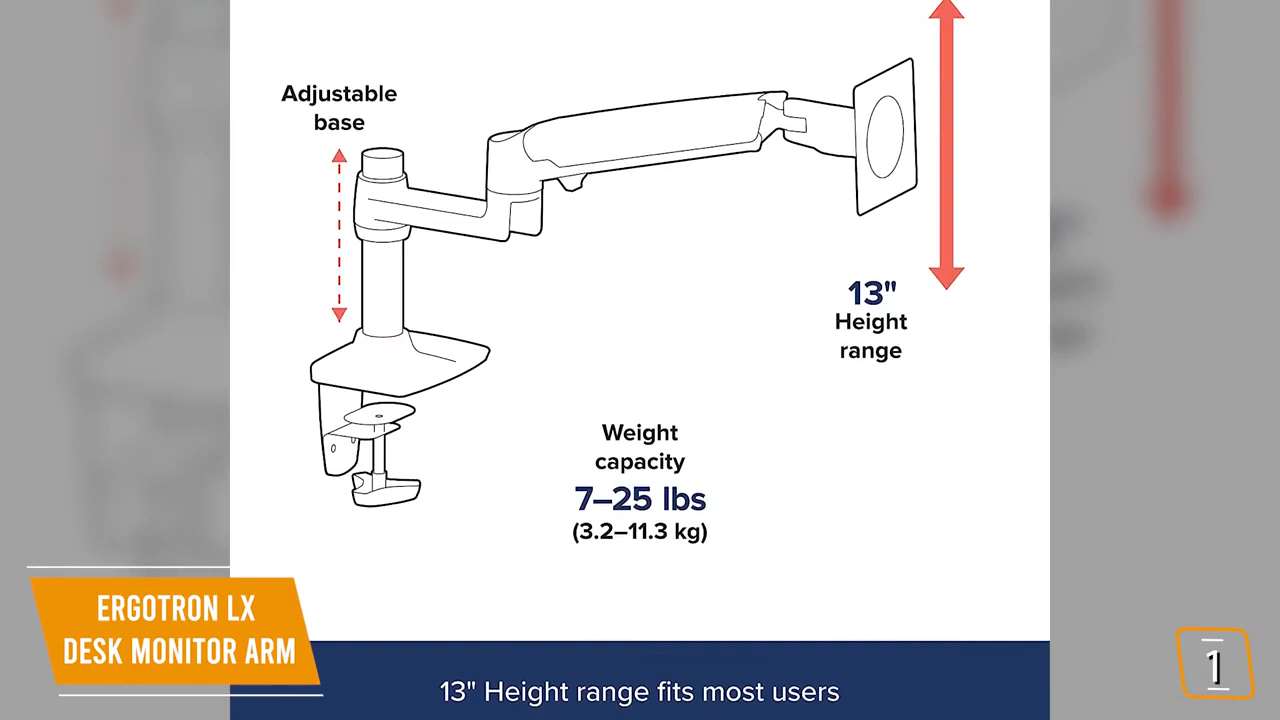 Adjustable
base
13"
Height
range
Weight
capacity
7–25 lbs
(3.2–11.3 kg)
ERGOTRON LX
DESK MONITOR ARM
1
13" Height range fits most users